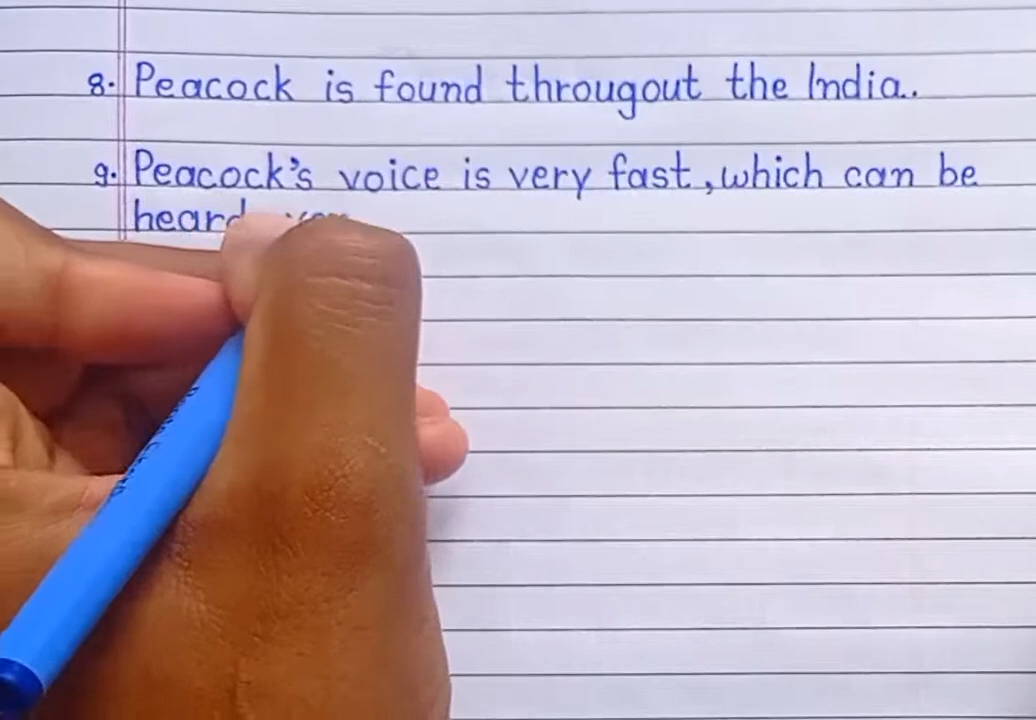 8. Peacock is found througout the India.
9. Peacock's voice is very fast, which can be
heard